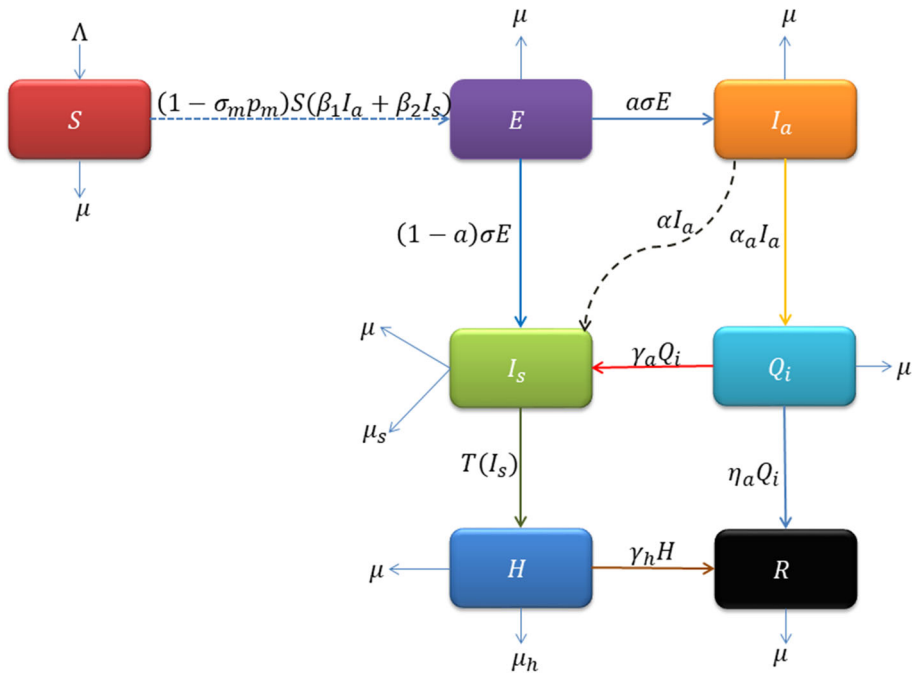 Λ
μ
μ
S
(1 − σ_m p_m)S(β_1 I_a + β_2 I_s)
E
aσE
I_a
μ
(1 − a)σE
αI_a
α_a I_a
μ
I_s
γ_a Q_i
Q_i
μ
μ_s
T(I_s)
η_a Q_i
μ
H
γ_h H
R
μ_h
μ